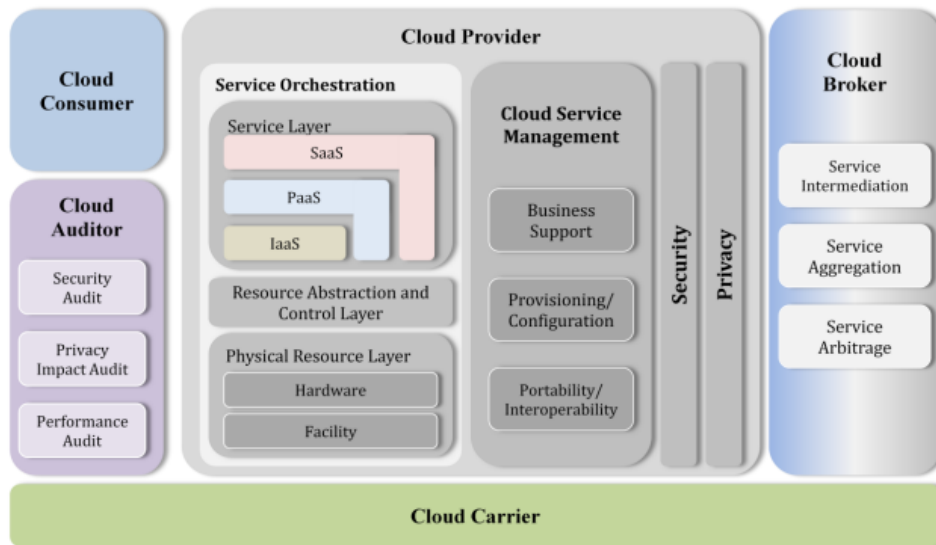 Cloud
Consumer
Cloud
Auditor
Security
Audit
Privacy
Impact Audit
Performance
Audit
Cloud Provider
Service Orchestration
Service Layer
SaaS
PaaS
IaaS
Resource Abstraction and
Control Layer
Physical Resource Layer
Hardware
Facility
Cloud Service
Management
Business
Support
Provisioning/
Configuration
Portability/
Interoperability
Security
Privacy
Cloud
Broker
Service
Intermediation
Service
Aggregation
Service
Arbitrage
Cloud Carrier